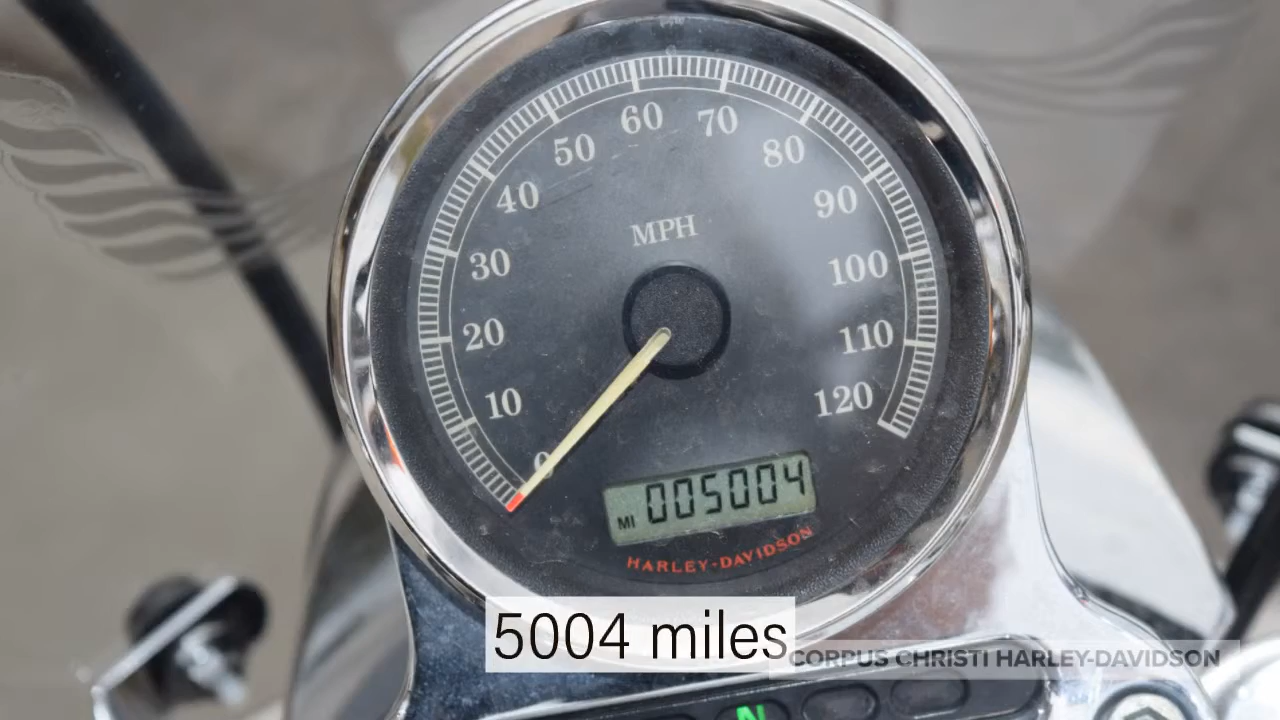 60 70
50 80
40 90
MPH
30 100
20 110
10 120
0
MI 005004
HARLEY-DAVIDSON
5004 miles
CORPUS CHRISTI HARLEY-DAVIDSON
N